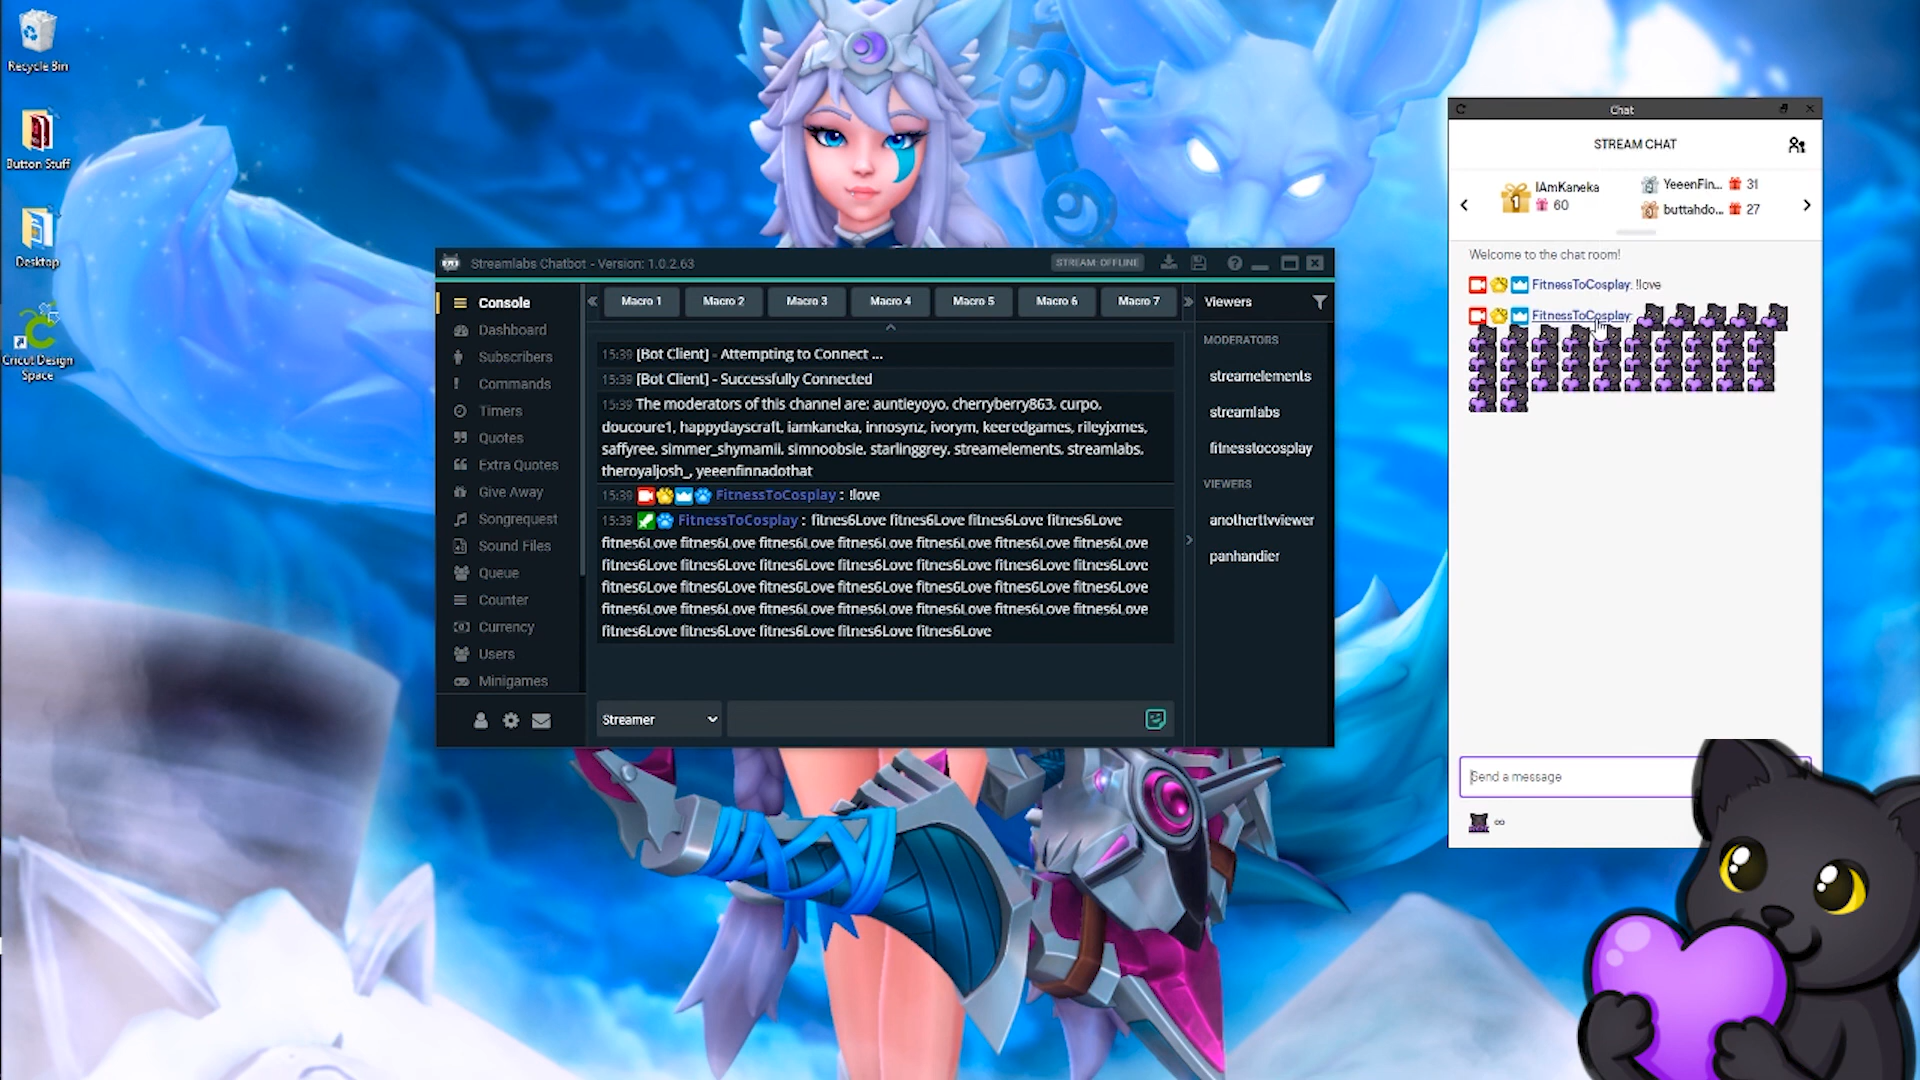 Recycle Bin
Button Stuff
Desktop
Cricut Design
Space
Streamlabs Chatbot - Version: 1.0.2.63
STREAM: OFFLINE
Console
Dashboard
Subscribers
Commands
Timers
Quotes
Extra Quotes
Give Away
Songrequest
Sound Files
Queue
Counter
Currency
Users
Minigames
Macro 1
Macro 2
Macro 3
Macro 4
Macro 5
Macro 6
Macro 7
15:39 [Bot Client] - Attempting to Connect ...
15:39 [Bot Client] - Successfully Connected
15:39 The moderators of this channel are: auntieyoyo, cherryberry863, curpo,
doucoure1, happydayscraft, iamkaneka, innosynz, ivorym, keeredgames, rileyjxmes,
saffyree, simmer_shymamii, simnoobsie, starlinggrey, streamelements, streamlabs,
theroyaljosh_, yeeenfinnadothat
15:39 FitnessToCosplay : !love
15:39 FitnessToCosplay : fitnes6Love fitnes6Love fitnes6Love fitnes6Love
fitnes6Love fitnes6Love fitnes6Love fitnes6Love fitnes6Love fitnes6Love fitnes6Love
fitnes6Love fitnes6Love fitnes6Love fitnes6Love fitnes6Love fitnes6Love fitnes6Love
fitnes6Love fitnes6Love fitnes6Love fitnes6Love fitnes6Love fitnes6Love fitnes6Love
fitnes6Love fitnes6Love fitnes6Love fitnes6Love fitnes6Love fitnes6Love fitnes6Love
fitnes6Love fitnes6Love fitnes6Love fitnes6Love fitnes6Love
Streamer
Viewers
MODERATORS
streamelements
streamlabs
fitnesstocosplay
VIEWERS
anotherttvviewer
panhandier
Chat
STREAM CHAT
1 IAmKaneka
60
YeeenFin... 31
buttahdo... 27
Welcome to the chat room!
FitnessToCosplay: !love
FitnessToCosplay:
Send a message
∞